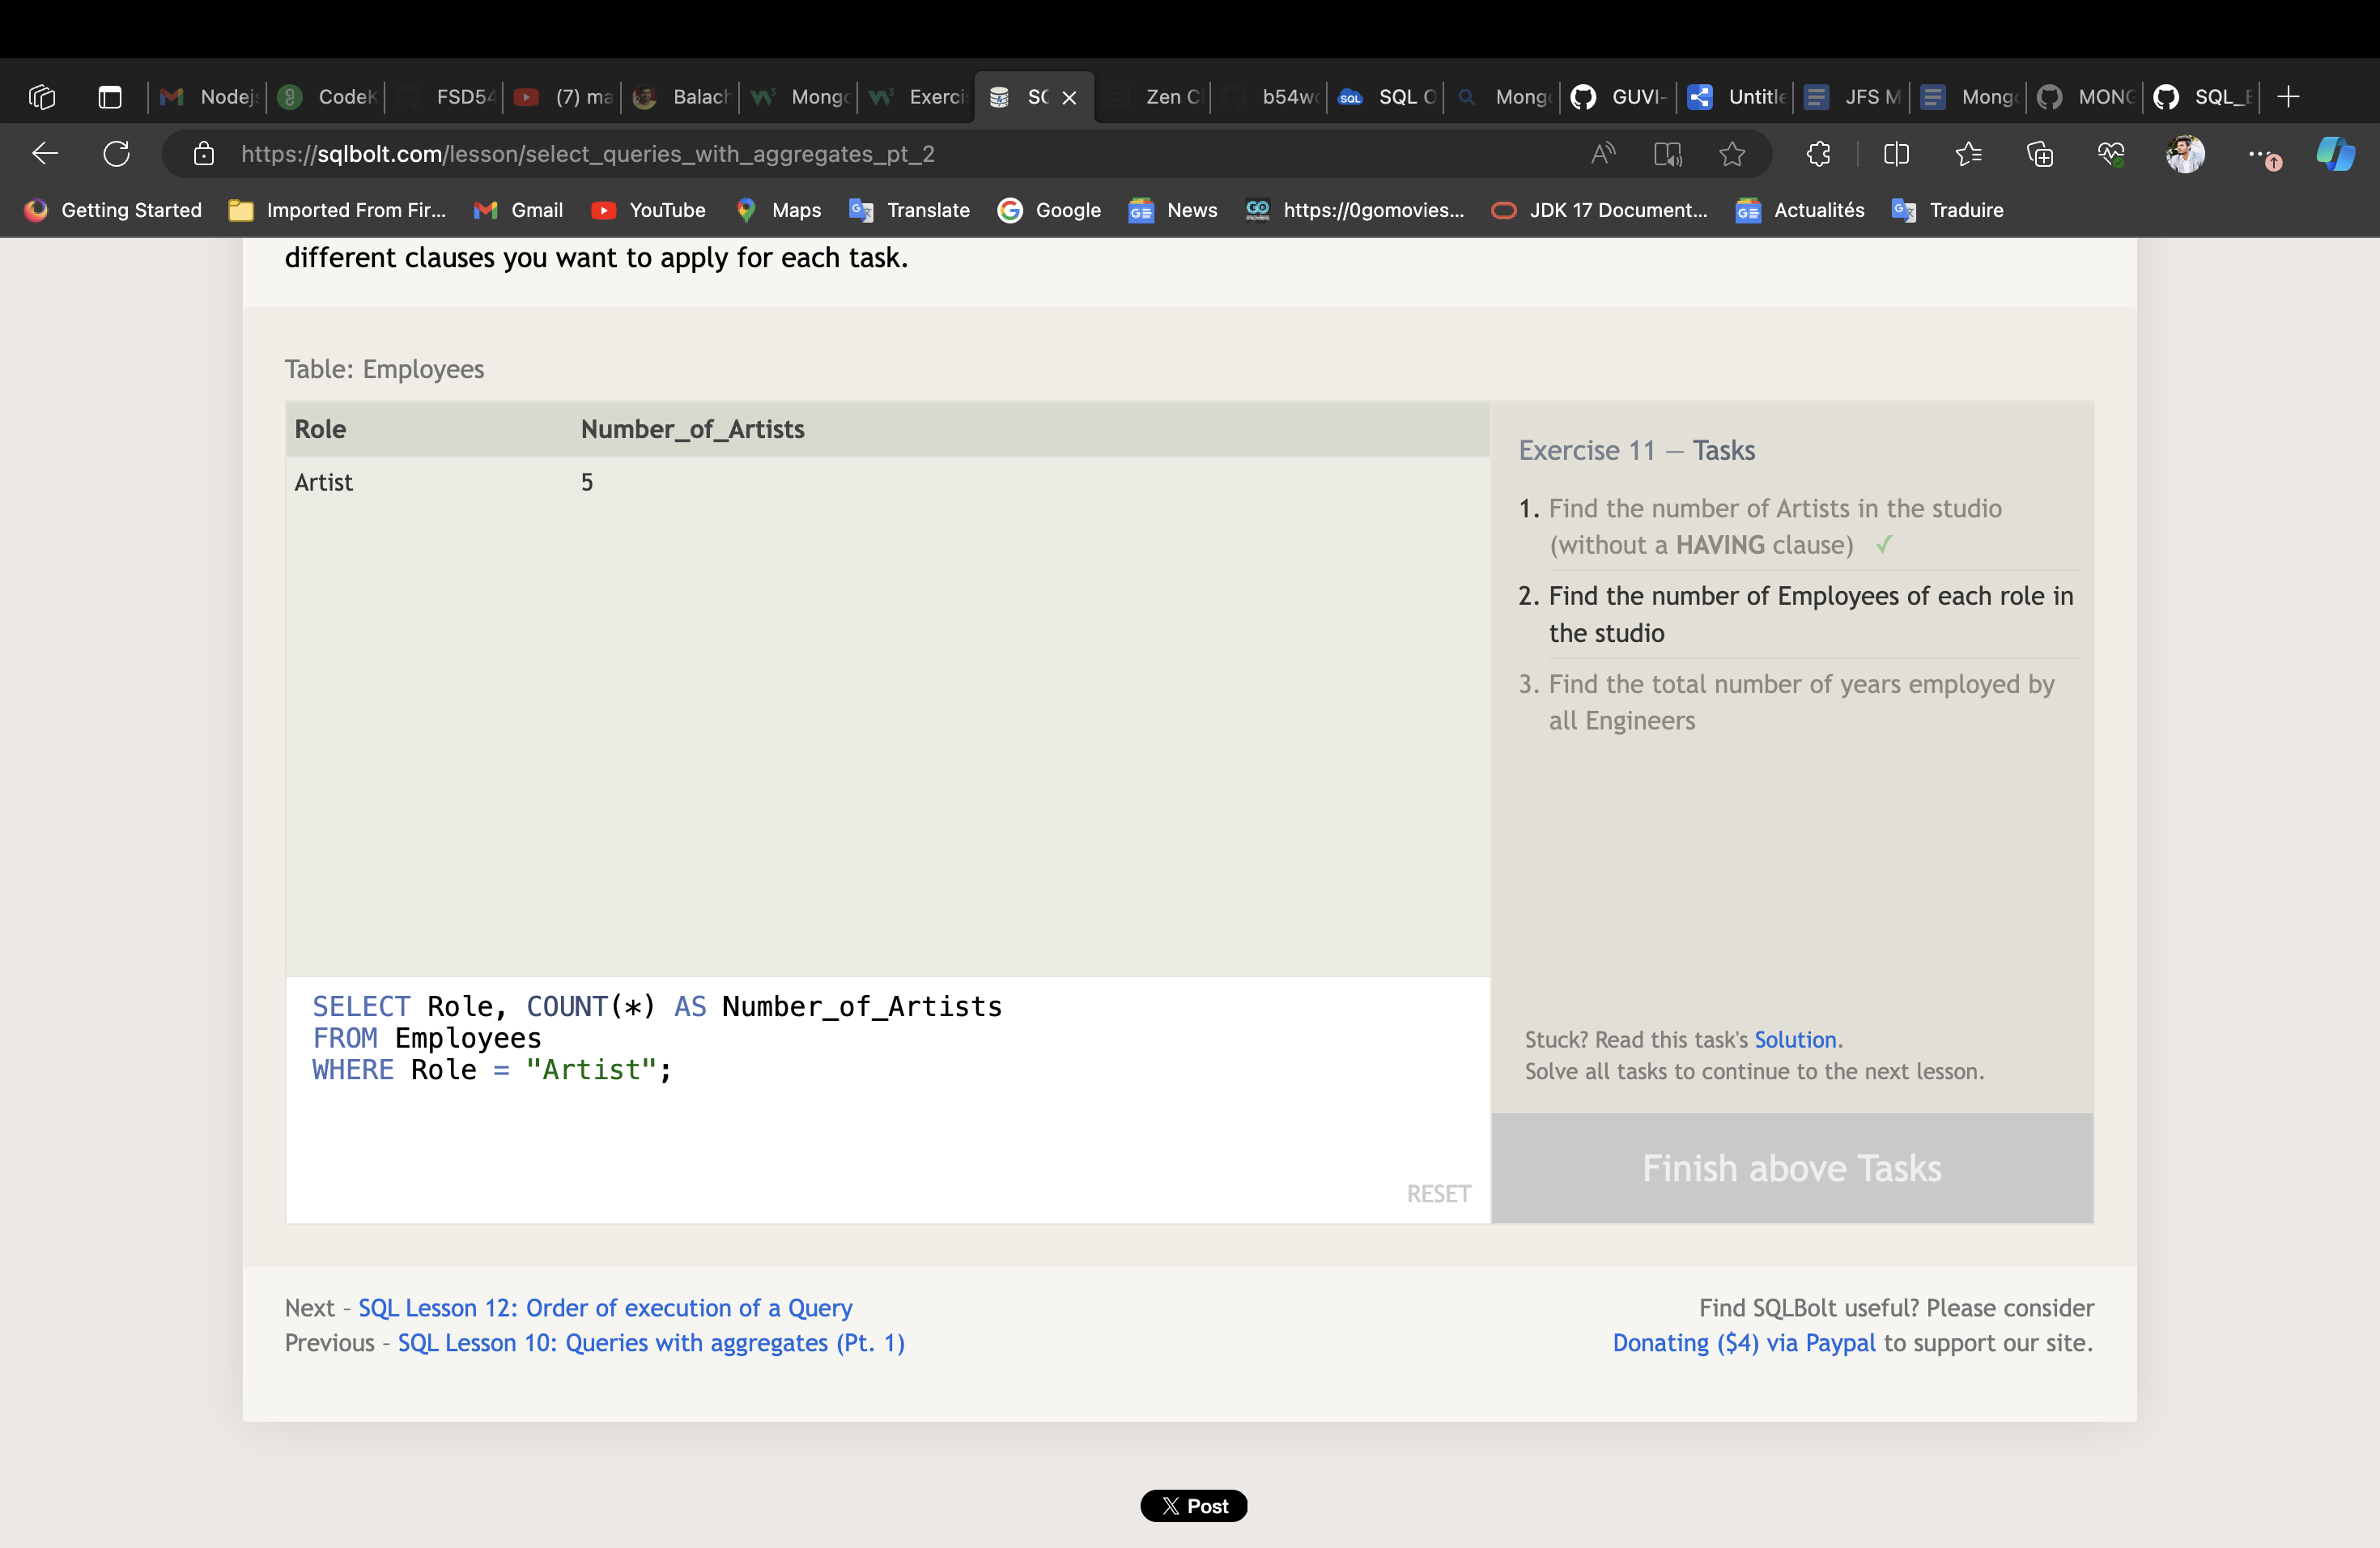 Nodej
CodeK
FSD54
(7) ma
Balach
Mong
Exerci
SQ
Zen C
b54w
SQL O
Mong
GUVI-
Untitle
JFS M
Mong
MONG
SQL_E
https://sqlbolt.com/lesson/select_queries_with_aggregates_pt_2
Getting Started
Imported From Fir...
Gmail
YouTube
Maps
Translate
Google
News
https://0gomovies...
JDK 17 Document...
Actualités
Traduire
different clauses you want to apply for each task.
Table: Employees
Role Number_of_Artists
Artist 5
Exercise 11 — Tasks
1. Find the number of Artists in the studio
(without a HAVING clause) ✓
2. Find the number of Employees of each role in
the studio
3. Find the total number of years employed by
all Engineers
SELECT Role, COUNT(*) AS Number_of_Artists
FROM Employees
WHERE Role = "Artist";
RESET
Stuck? Read this task's Solution.
Solve all tasks to continue to the next lesson.
Finish above Tasks
Next – SQL Lesson 12: Order of execution of a Query
Previous – SQL Lesson 10: Queries with aggregates (Pt. 1)
Find SQLBolt useful? Please consider
Donating ($4) via Paypal to support our site.
X Post